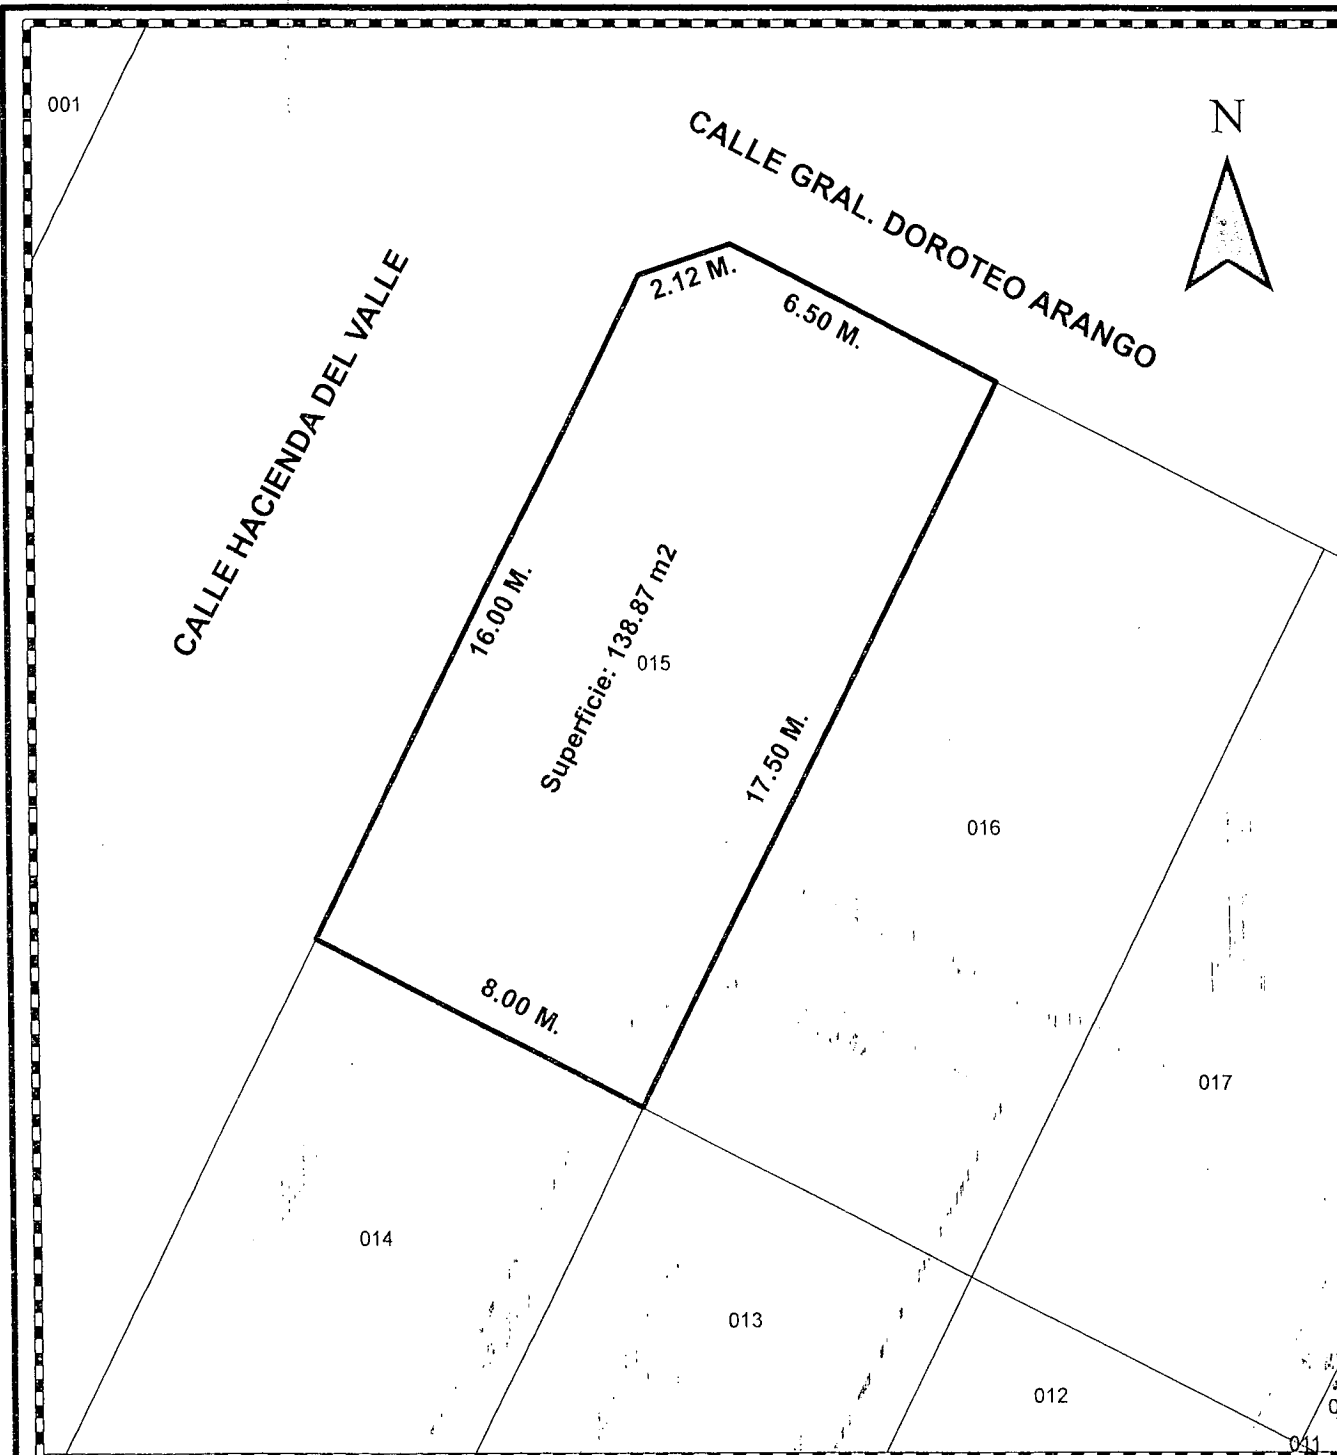 001
N
CALLE GRAL. DOROTEO ARANGO
CALLE HACIENDA DEL VALLE
2.12 M.
6.50 M.
16.00 M.
Superficie: 138.87 m2
015
17.50 M.
016
8.00 M.
017
014
013
012
011